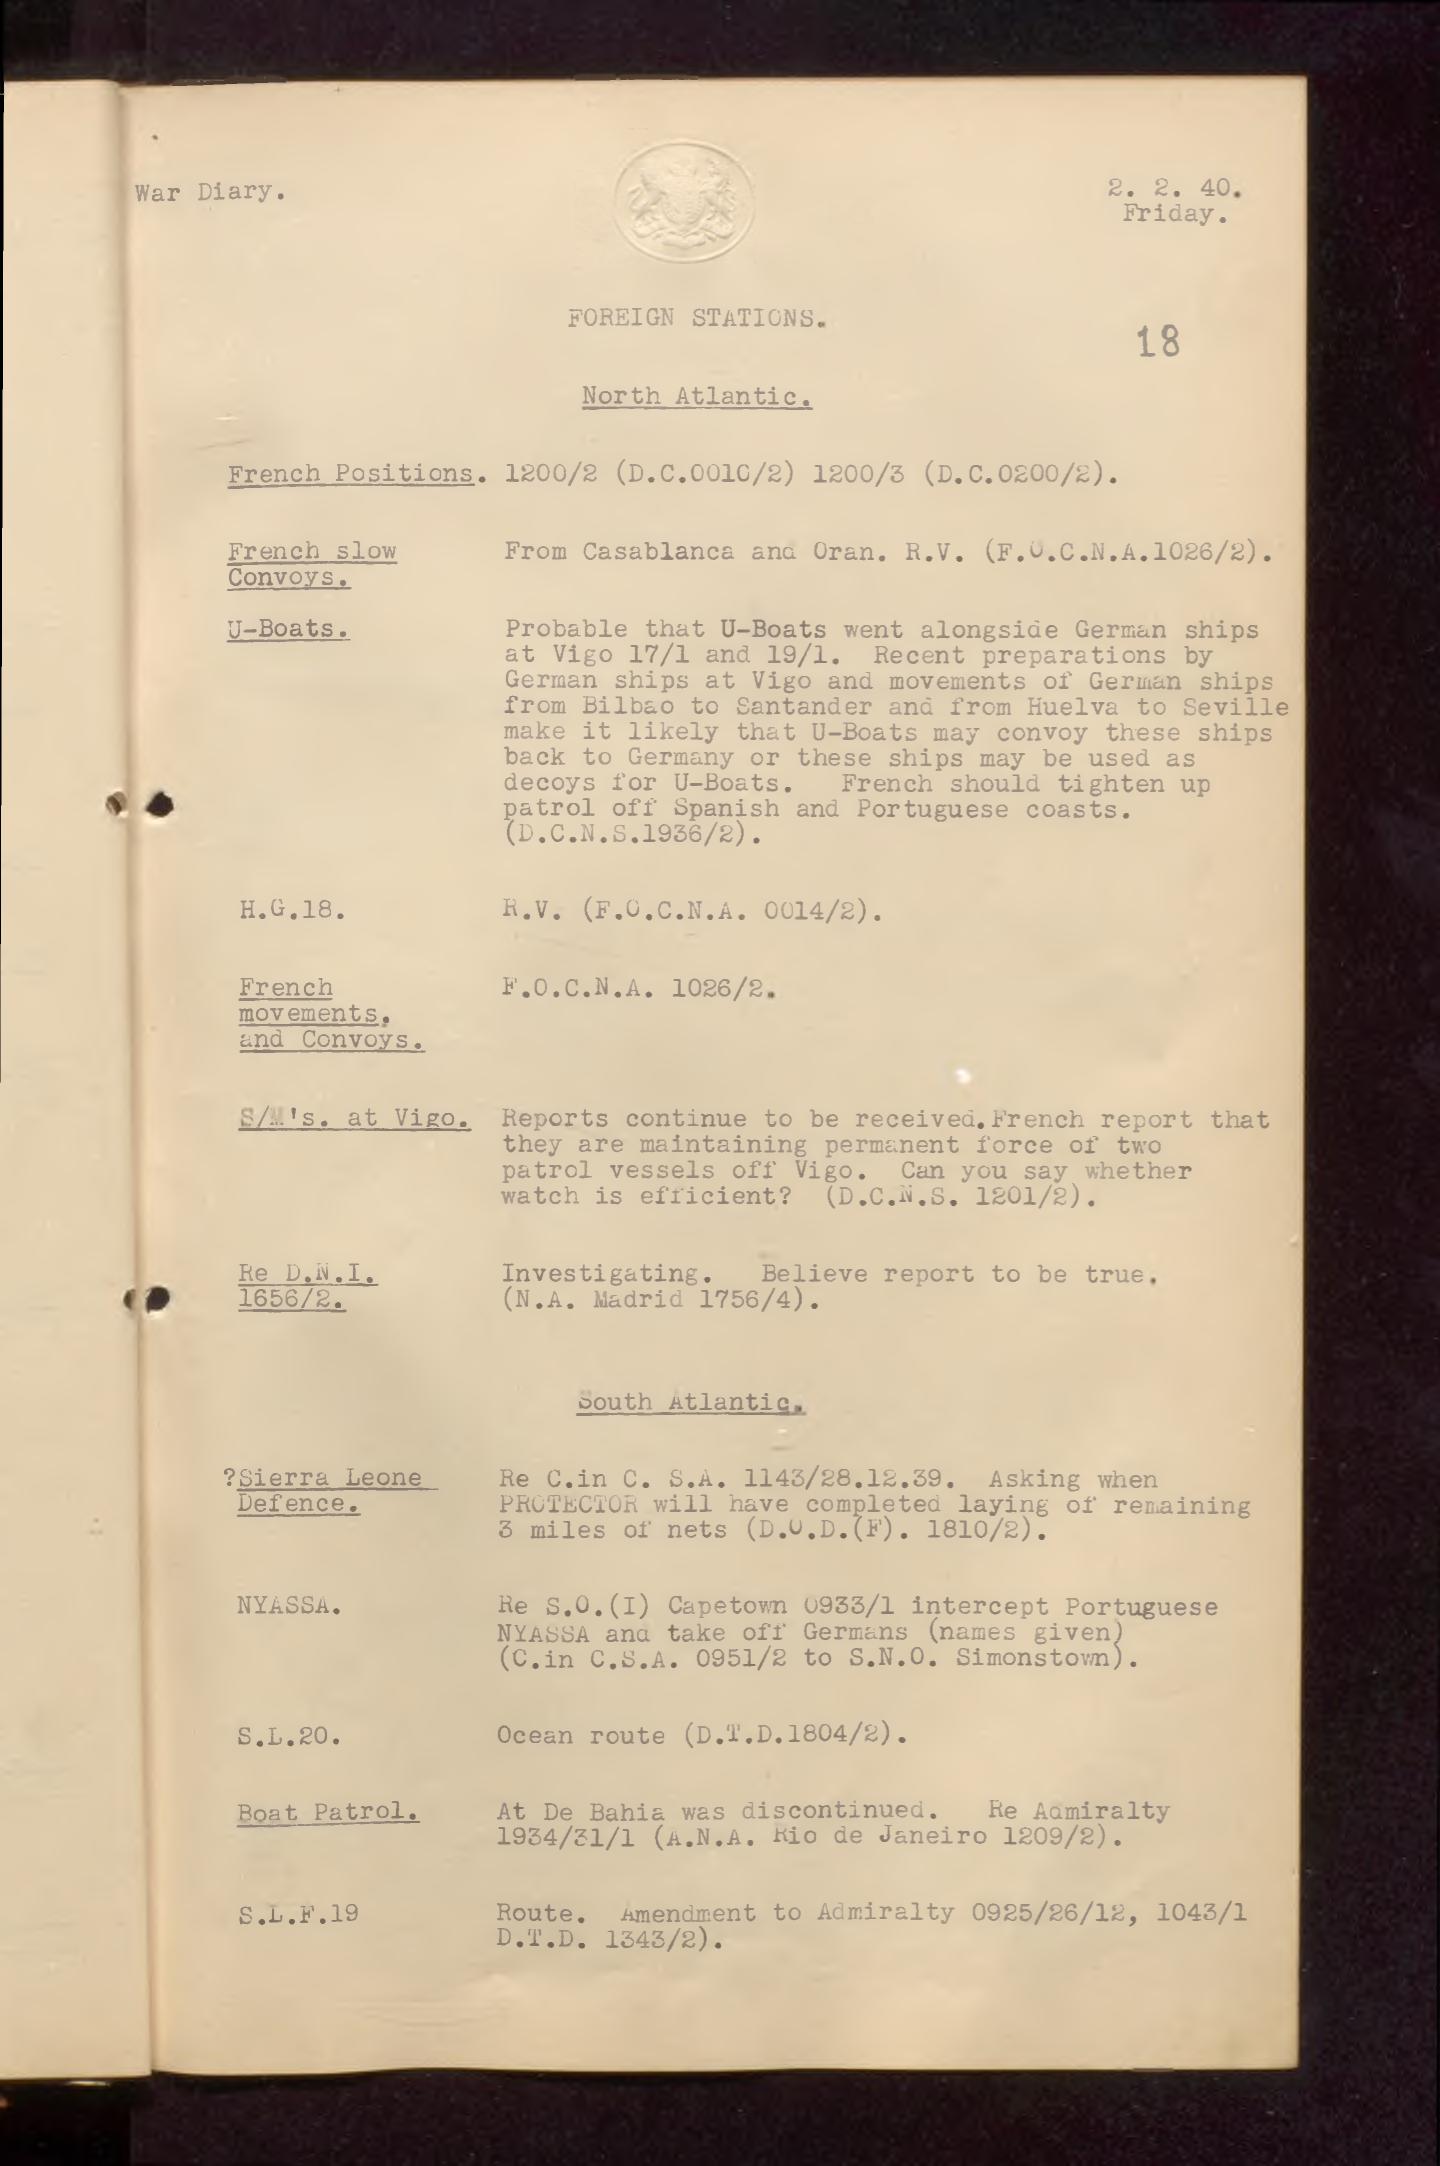 War Diary.
2. 2. 40.
Friday.
FOREIGN STATIONS.
18
North Atlantic.
French Positions. 1200/2 (D.C.0010/2) 1200/3 (D.C.0200/2).
French slow From Casablanca and Oran. R.V. (F.O.C.N.A.1026/2).
Convoys.
U-Boats. Probable that U-Boats went alongside German ships
at Vigo 17/1 and 19/1. Recent preparations by
German ships at Vigo and movements of German ships
from Bilbao to Santander and from Huelva to Seville
make it likely that U-Boats may convoy these ships
back to Germany or these ships may be used as
decoys for U-Boats. French should tighten up
patrol off Spanish and Portuguese coasts.
(D.C.N.S.1936/2).
H.G.18. R.V. (F.O.C.N.A. 0014/2).
French F.O.C.N.A. 1026/2.
movements.
and Convoys.
S/M's. at Vigo. Reports continue to be received.French report that
they are maintaining permanent force of two
patrol vessels off Vigo. Can you say whether
watch is efficient? (D.C.N.S. 1201/2).
Re D.N.I. Investigating. Believe report to be true.
1656/2. (N.A. Madrid 1756/4).
South Atlantic.
?Sierra Leone Re C.in C. S.A. 1143/28.12.39. Asking when
Defence. PROTECTOR will have completed laying of remaining
3 miles of nets (D.O.D.(F). 1810/2).
NYASSA. Re S.O.(I) Capetown 0933/1 intercept Portuguese
NYASSA and take off Germans (names given)
(C.in C.S.A. 0951/2 to S.N.O. Simonstown).
S.L.20. Ocean route (D.T.D.1804/2).
Boat Patrol. At De Bahia was discontinued. Re Admiralty
1934/31/1 (A.N.A. Rio de Janeiro 1209/2).
S.L.F.19 Route. Amendment to Admiralty 0925/26/12, 1043/1
D.T.D. 1343/2).